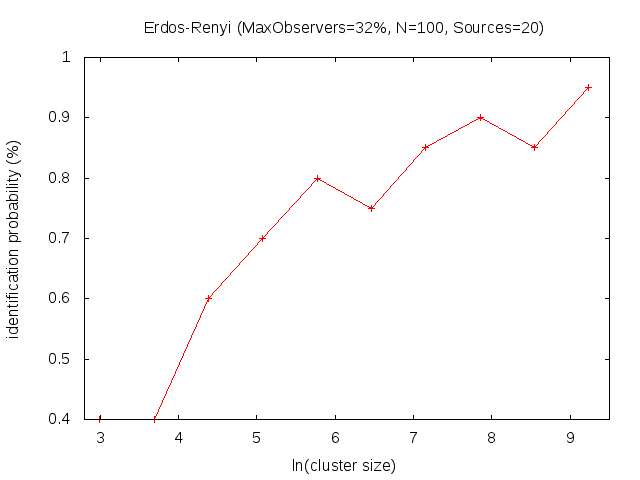 Erdos-Renyi (MaxObservers=32%, N=100, Sources=20)
1
0.9
0.8
0.7
0.6
0.5
0.4
identification probability (%)
3 4 5 6 7 8 9
ln(cluster size)